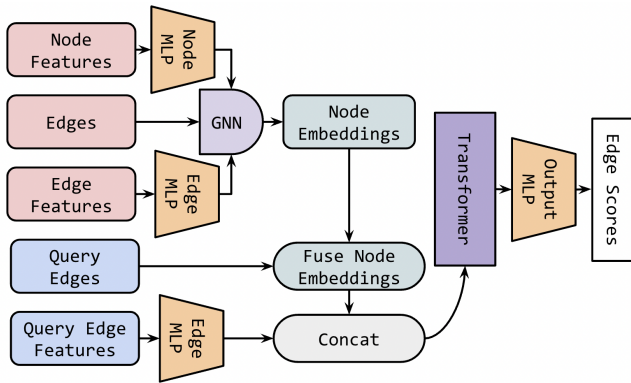 Node
Features
Node
MLP
Edges
GNN
Node
Embeddings
Edge
Features
Edge
MLP
Query
Edges
Fuse Node
Embeddings
Query Edge
Features
Edge
MLP
Concat
Transformer
Output
MLP
Edge Scores